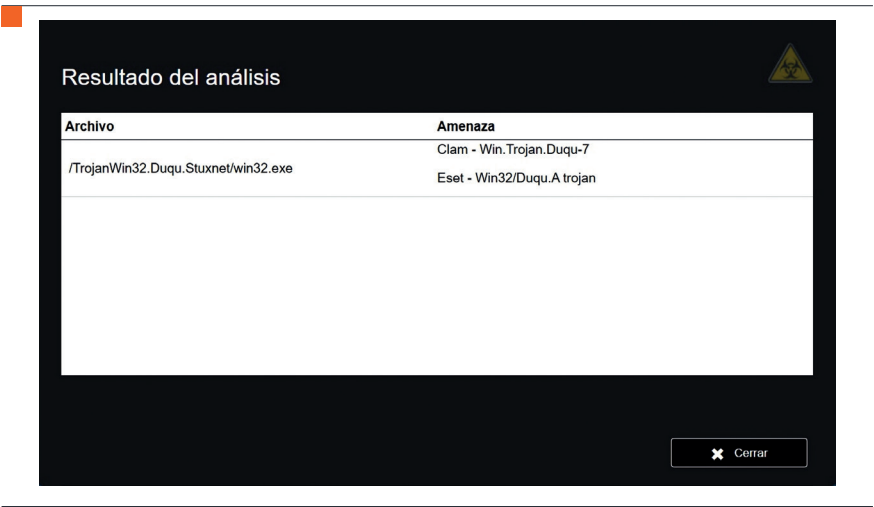 Resultado del análisis
Archivo Amenaza
Clam - Win.Trojan.Duqu-7
/TrojanWin32.Duqu.Stuxnet/win32.exe
Eset - Win32/Duqu.A trojan
Cerrar